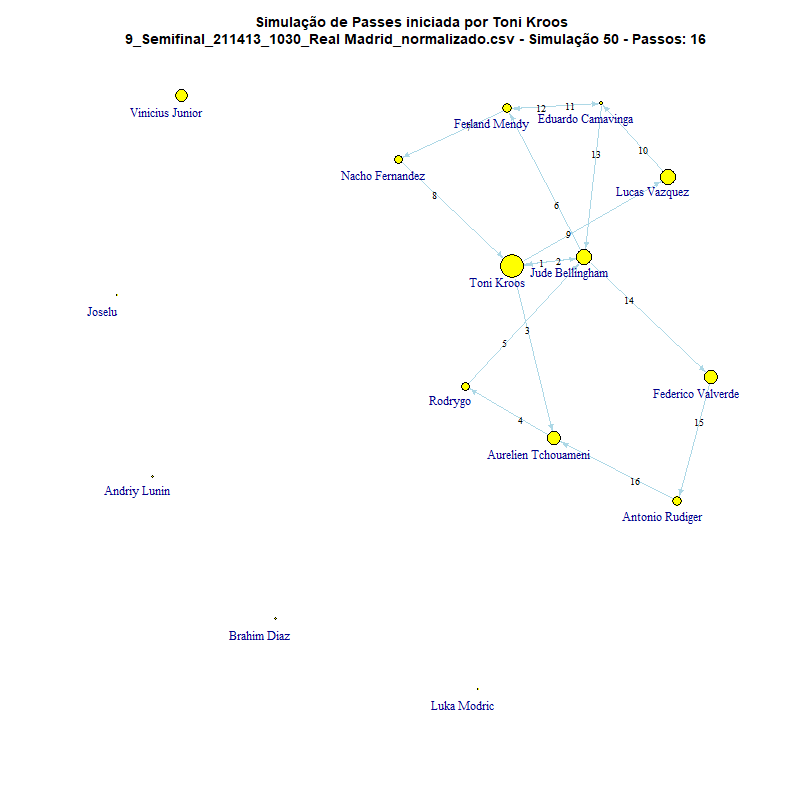 Simulação de Passes iniciada por Toni Kroos
9_Semifinal_211413_1030_Real Madrid_normalizado.csv - Simulação 50 - Passos: 16
Vinicius Junior
12
11
Ferland Mendy
Eduardo Camavinga
10
13
Nacho Fernandez
8
Lucas Vazquez
6
9
1
2
Jude Bellingham
Toni Kroos
14
Joselu
3
5
Federico Valverde
Rodrygo
4
15
Aurelien Tchouameni
16
Andriy Lunin
Antonio Rudiger
Brahim Diaz
Luka Modric